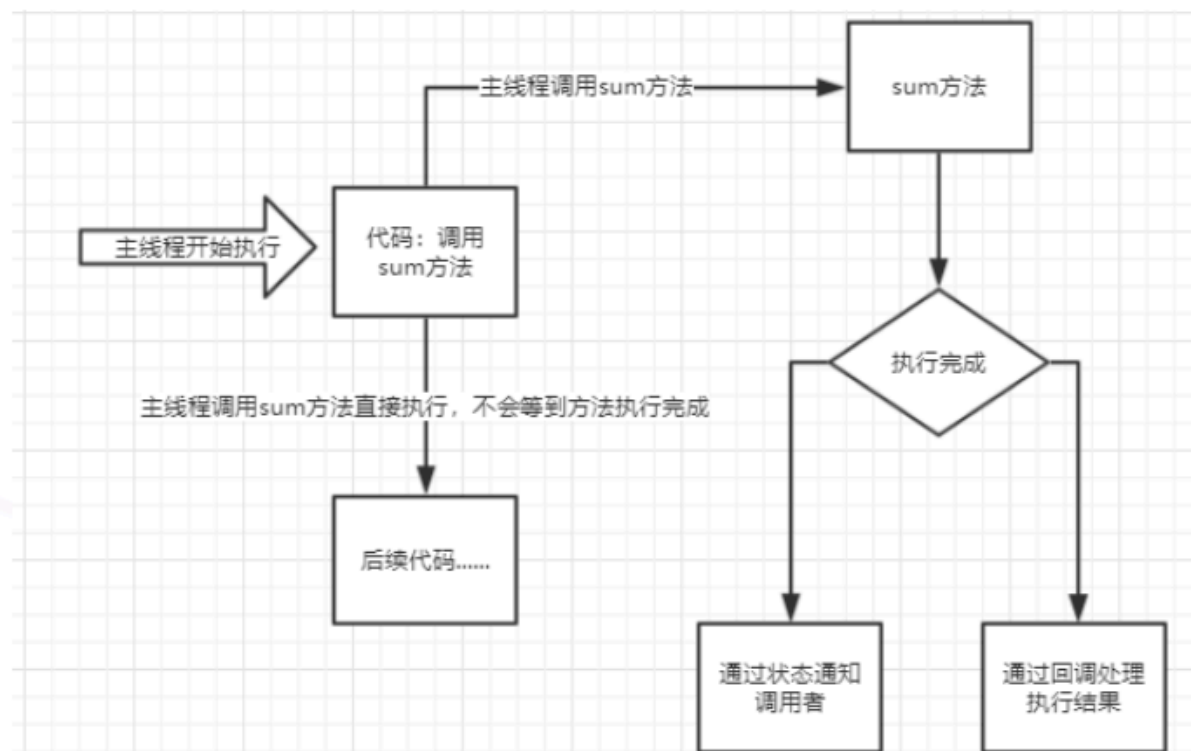 主线程调用sum方法
sum方法
主线程开始执行
代码：调用
sum方法
执行完成
主线程调用sum方法直接执行，不会等到方法执行完成
后续代码......
通过状态通知
调用者
通过回调处理
执行结果